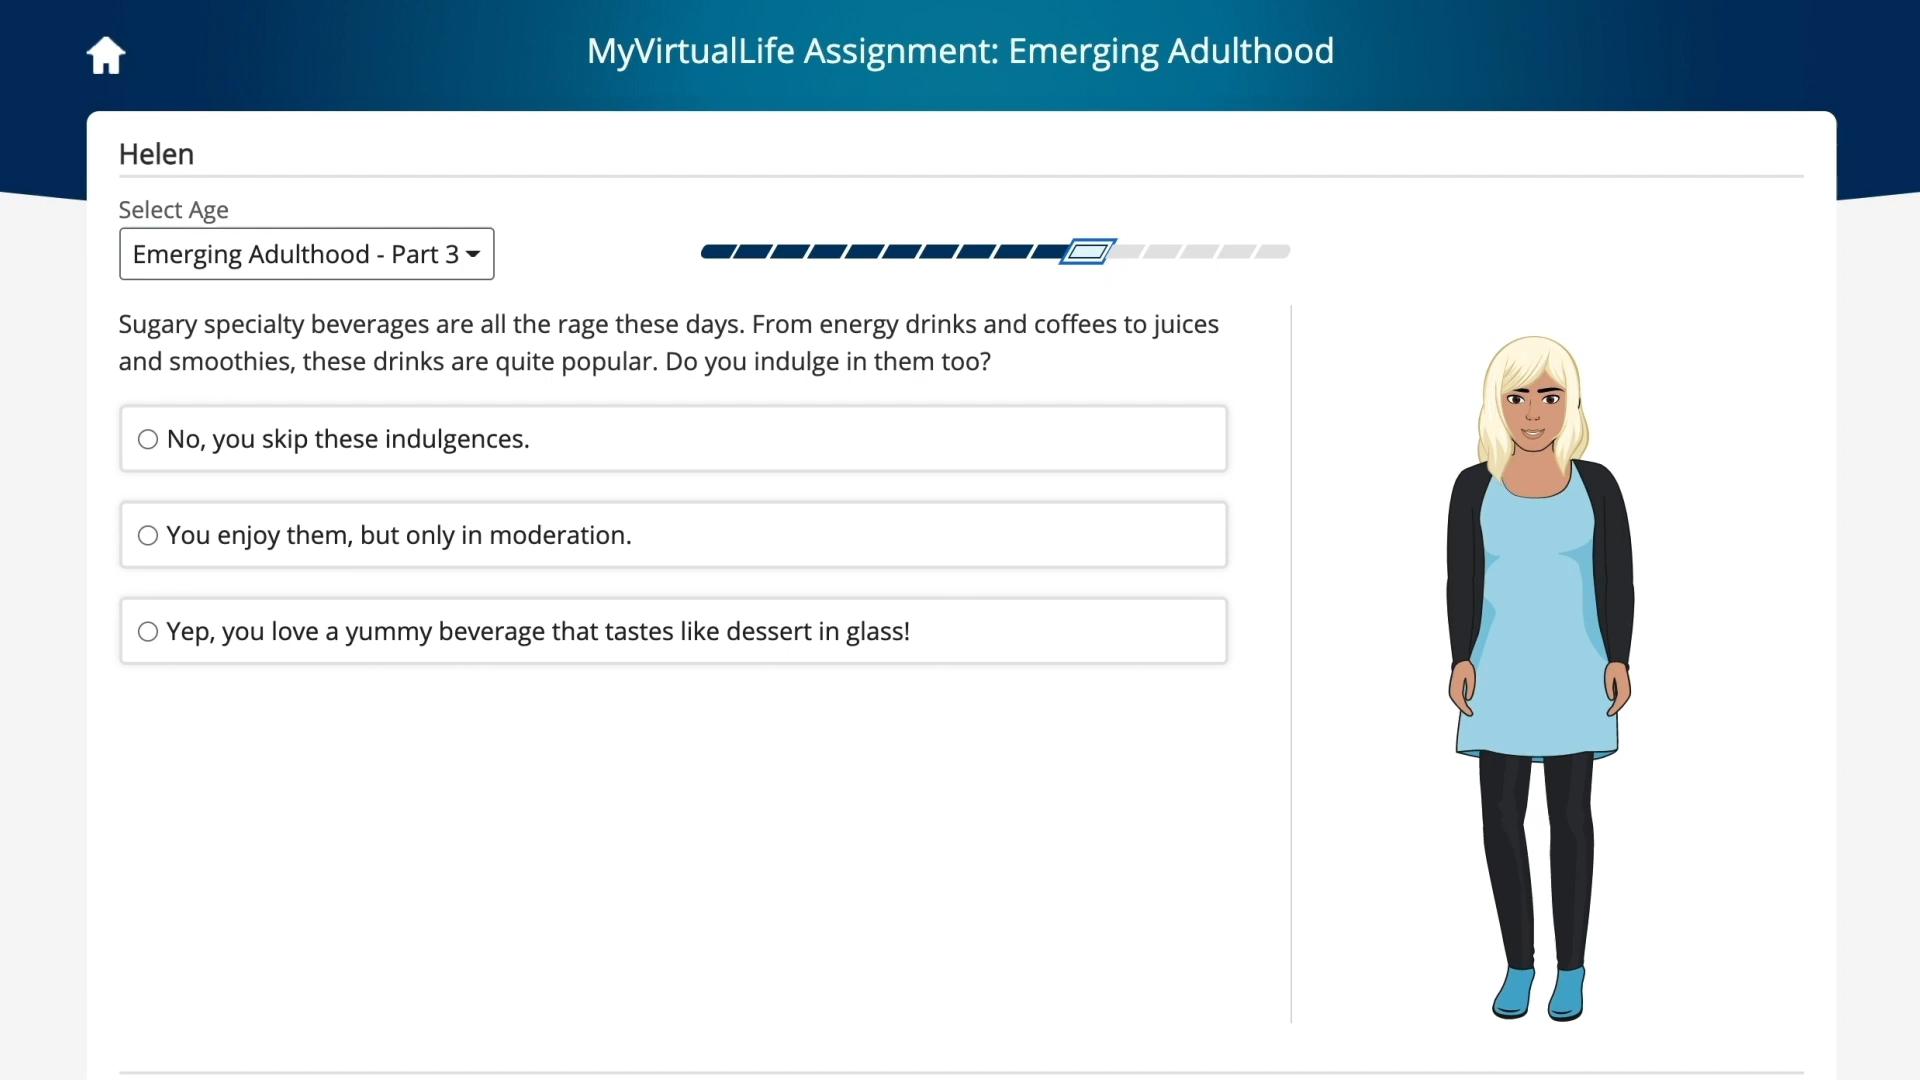 MyVirtualLife Assignment: Emerging Adulthood
Helen
Select Age
Emerging Adulthood - Part 3
Sugary specialty beverages are all the rage these days. From energy drinks and coffees to juices
and smoothies, these drinks are quite popular. Do you indulge in them too?
No, you skip these indulgences.
You enjoy them, but only in moderation.
Yep, you love a yummy beverage that tastes like dessert in glass!